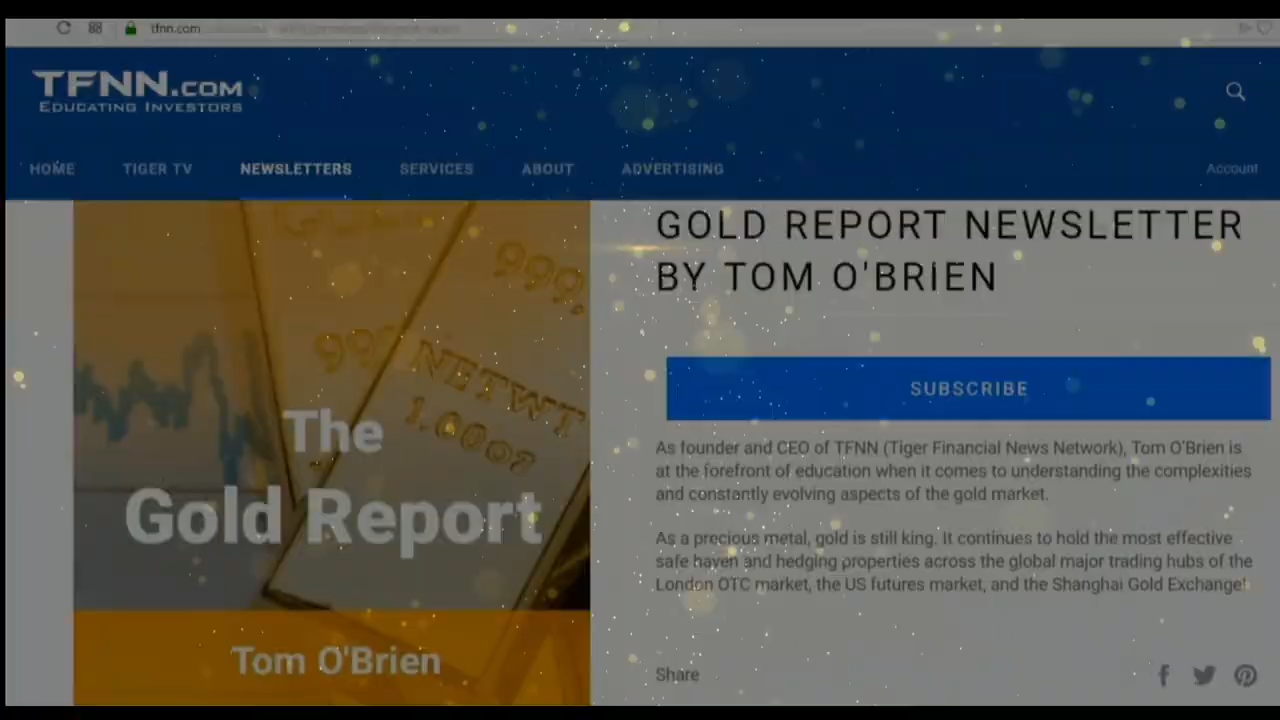 tfnn.com
TFNN.COM
EDUCATING INVESTORS
HOME TIGER TV NEWSLETTERS SERVICES ABOUT ADVERTISING Account
GOLD REPORT NEWSLETTER
BY TOM O'BRIEN
999.
NETWT
1.00oz
The
Gold Report
Tom O'Brien
SUBSCRIBE
As founder and CEO of TFNN (Tiger Financial News Network), Tom O'Brien is
at the forefront of education when it comes to understanding the complexities
and constantly evolving aspects of the gold market.
As a precious metal, gold is still king. It continues to hold the most effective
safe haven and hedging properties across the global major trading hubs of the
London OTC market, the US futures market, and the Shanghai Gold Exchange!
Share